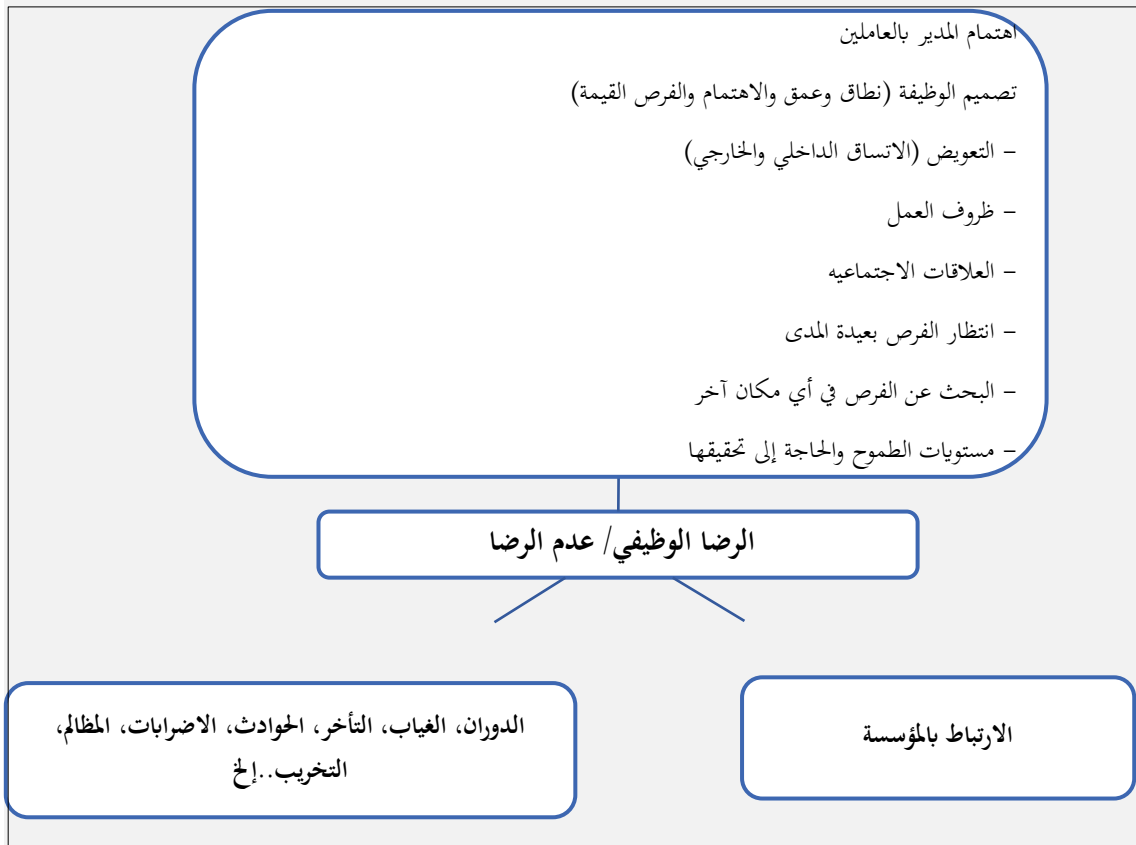 اهتمام المدير بالعاملين
تصميم الوظيفة (نطاق وعمق والاهتمام والفرص القيمة)
- التعويض (الاتساق الداخلي والخارجي)
- ظروف العمل
- العلاقات الاجتماعيه
- انتظار الفرص بعيدة المدى
- البحث عن الفرص في أي مكان آخر
- مستويات الطموح والحاجة إلى تحقيقها
الرضا الوظيفي/ عدم الرضا
الارتباط بالمؤسسة
الدوران، الغياب، التأخر، الحوادث، الاضرابات، المظالم،
التخريب..إلخ